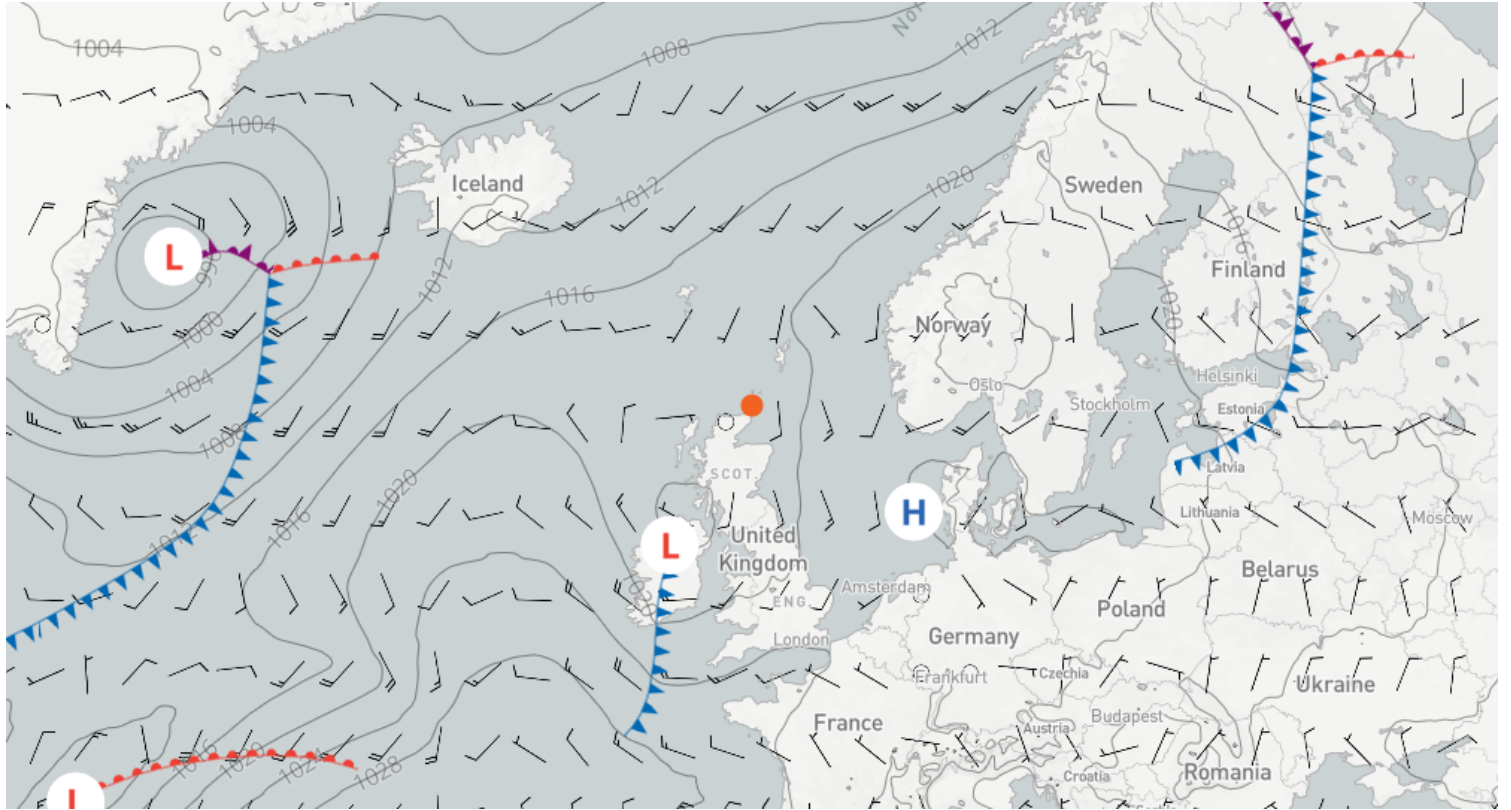 1004
1008
1012
Nor
1004
Iceland
1012
1020
Sweden
1016
Finland
996
1012
1016
1020
L
1000
Norway
Helsinki
1004
Oslo
Stockholm
Estonia
1008
SCOT.
Latvia
1020
H
Lithuania
Moscow
1016
1012
L
United
Kingdom
Belarus
1020
Amsterdam
ENG.
Poland
London
Germany
Frankfurt
Czechia
Ukraine
France
Budapest
Austria
1016
1020
1024
1028
Croatia
Romania
L